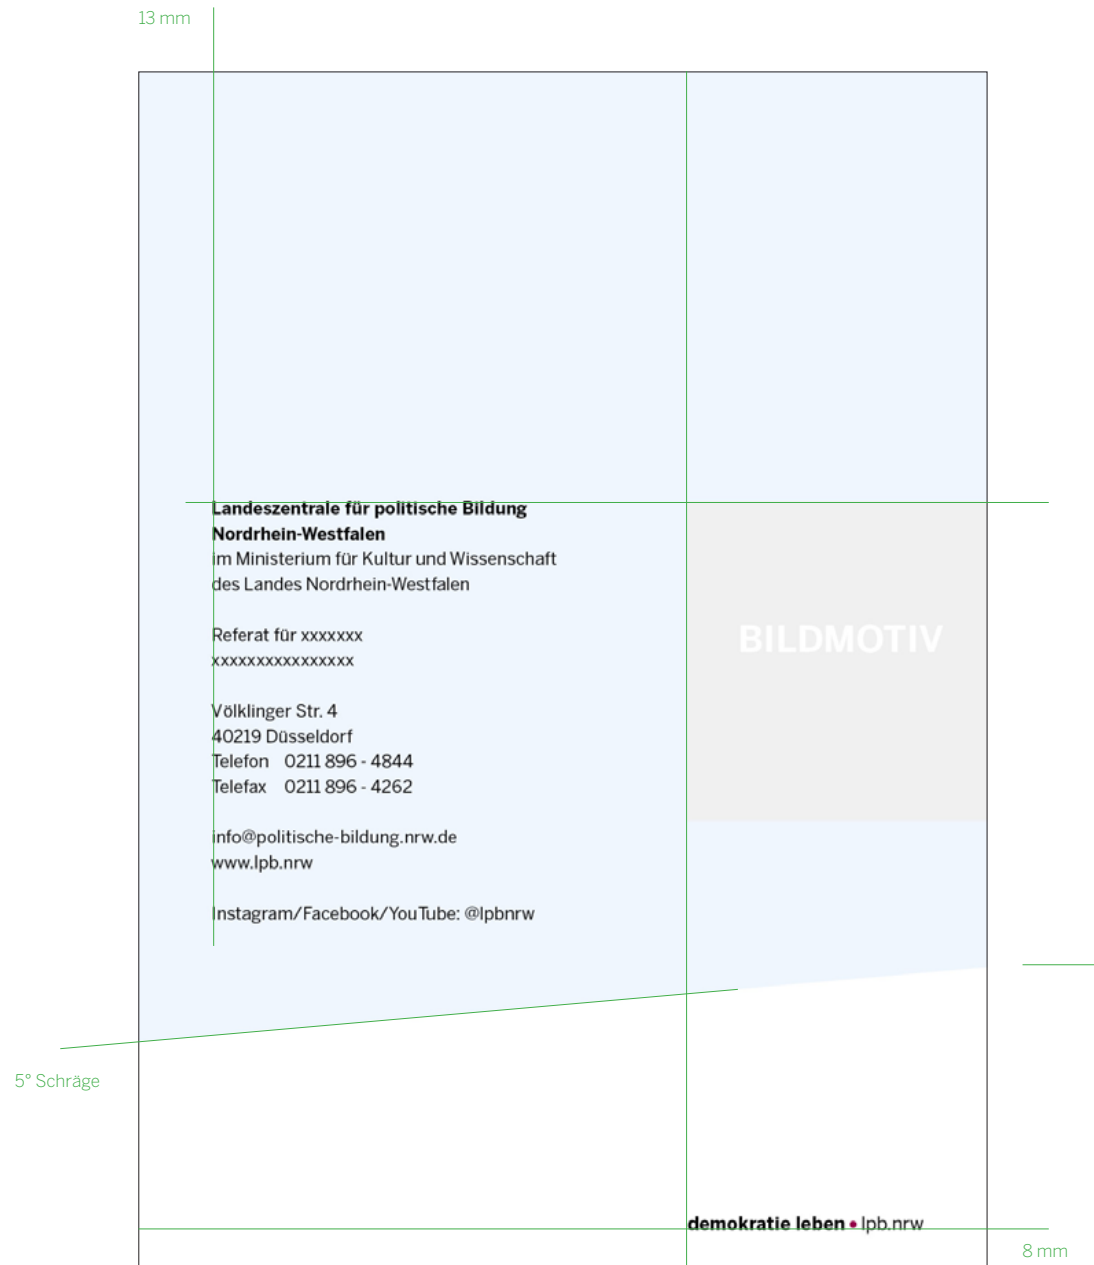 13 mm
Landeszentrale für politische Bildung
Nordrhein-Westfalen
im Ministerium für Kultur und Wissenschaft
des Landes Nordrhein-Westfalen
Referat für xxxxxxx
xxxxxxxxxxxxxxxx
BILDMOTIV
Völklinger Str. 4
40219 Düsseldorf
Telefon 0211 896 - 4844
Telefax 0211 896 - 4262
info@politische-bildung.nrw.de
www.lpb.nrw
Instagram/Facebook/YouTube: @lpbnrw
5° Schräge
demokratie leben • lpb.nrw
8 mm